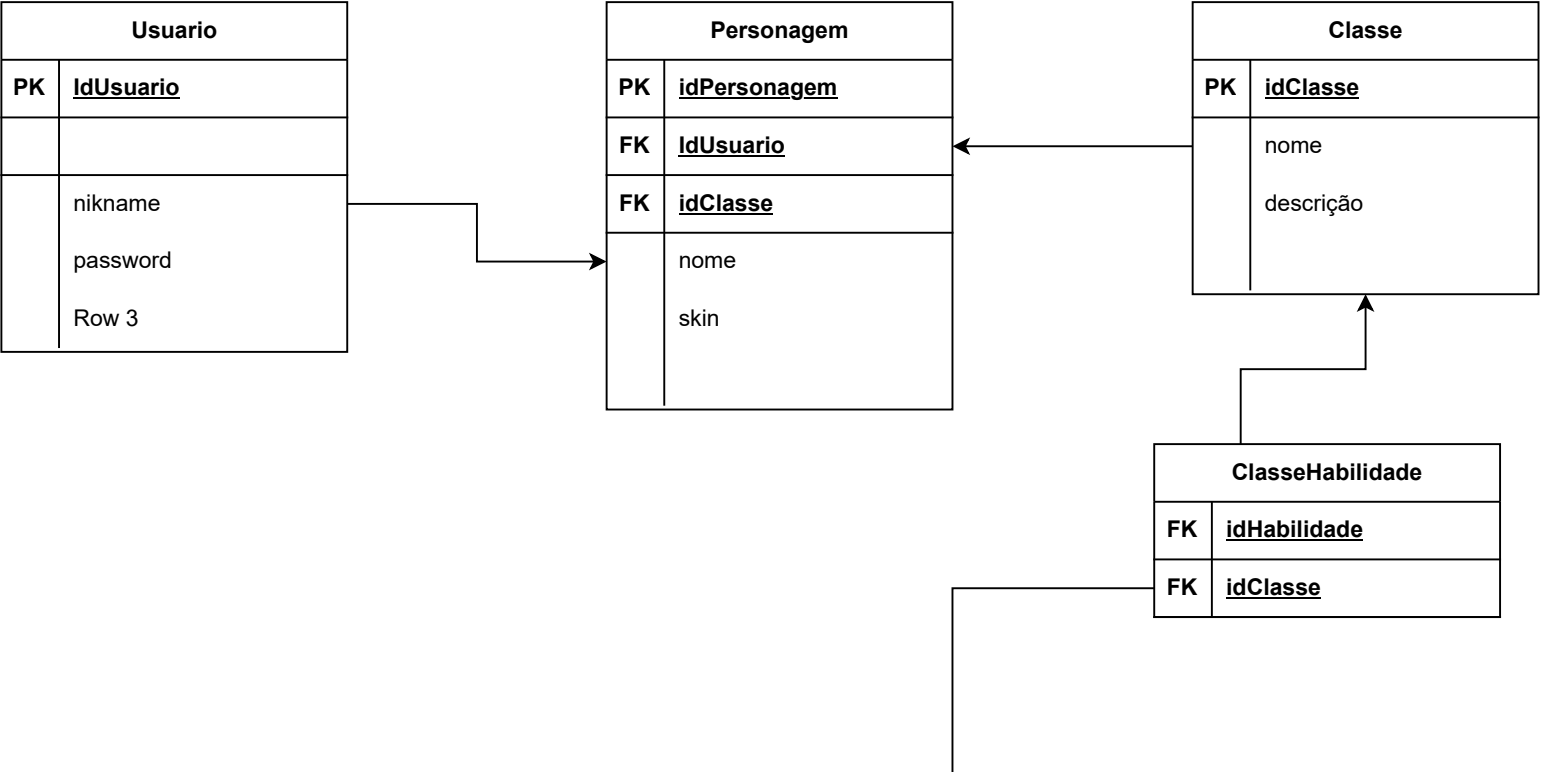 Usuario
PK IdUsuario
nikname
password
Row 3
Personagem
PK idPersonagem
FK IdUsuario
FK idClasse
nome
skin
Classe
PK idClasse
nome
descrição
ClasseHabilidade
FK idHabilidade
FK idClasse